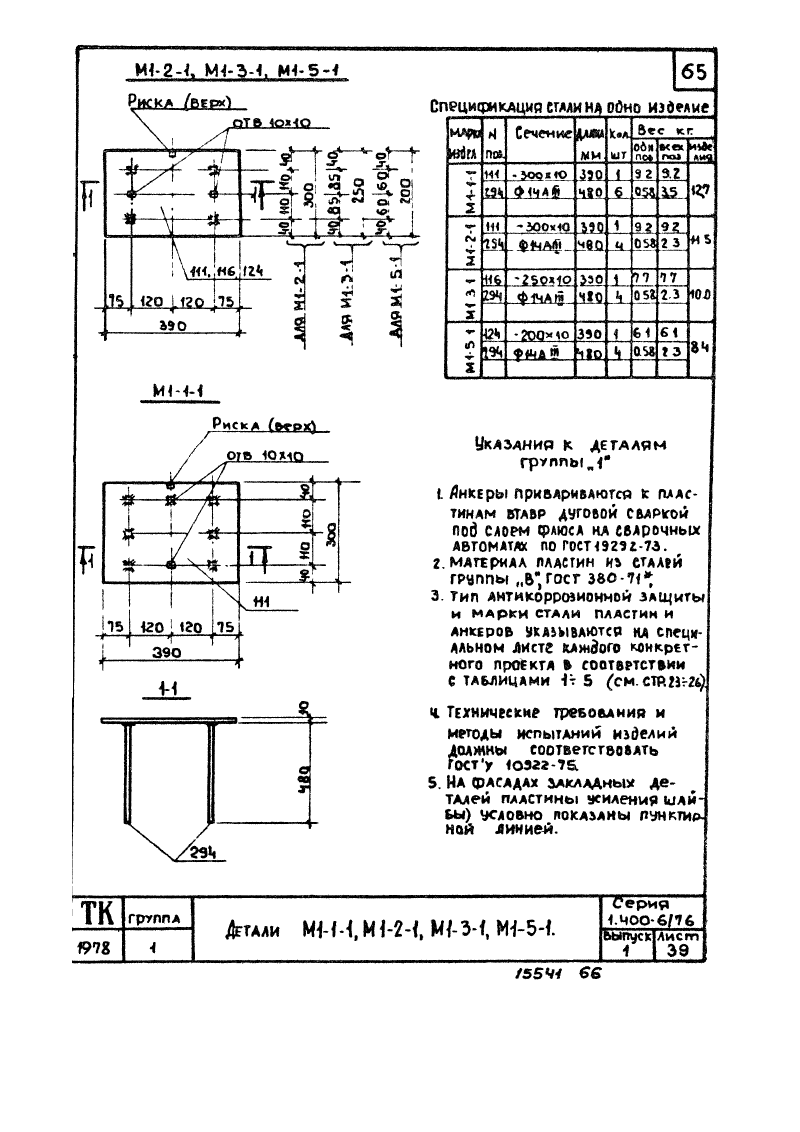 М1-2-1, М1-3-1, М1-5-1
65
Риска (верх)
отв 10х10
1
1
40 110 110 40
300
40 85 85 40
250
40 60 60 40
200
111, 116, 124
для М1-2-1
для М1-3-1
для М1-5-1
75 120 120 75
390
Спецификация стали на одно изделие
Марка издел.
N поз.
Сечение
Длина мм.
Кол. шт
Вес кг.
одн поз
всех поз
изделия
М1-1-1 111 -300х10 390 1 9.2 9.2 12,7
294 Ф14АIII 480 6 0.58 3.5
М1-2-1 111 -300х10 390 1 9.2 9.2 11.5
294 Ф14АIII 480 4 0.58 2.3
М1-3-1 116 -250х10 390 1 7.7 7.7 10.0
294 Ф14АIII 480 4 0.58 2.3
М1-5-1 124 -200х10 390 1 6.1 6.1 8.4
294 Ф14АIII 480 4 0.58 2.3
М1-1-1
Риска (верх)
отв 10х10
1
1
40 110 110 40
300
111
75 120 120 75
390
1-1
10
480
294
Указания к деталям
группы „1"
1. Анкеры привариваются к плас-
тинам втавр дуговой сваркой
под слоем флюса на сварочных
автоматах по ГОСТ 19292-73.
2. Материал пластин из сталей
группы „В", ГОСТ 380-71*,
3. Тип антикоррозионной защиты
и марки стали пластин и
анкеров указываются на специ-
альном листе каждого конкрет-
ного проекта в соответствии
с таблицами 1÷5 (см. стр.23÷26)
4. Технические требования и
методы испытаний изделий
должны соответствовать
ГОСТ'у 10922-75.
5. На фасадах закладных де-
талей пластины усиления шай-
бы) условно показаны пунктир-
ной линией.
ТК
1978
группа
1
Детали М1-1-1, М1-2-1, М1-3-1, М1-5-1.
Серия
1.400-6/76
Выпуск
1
Лист
39
15541 66